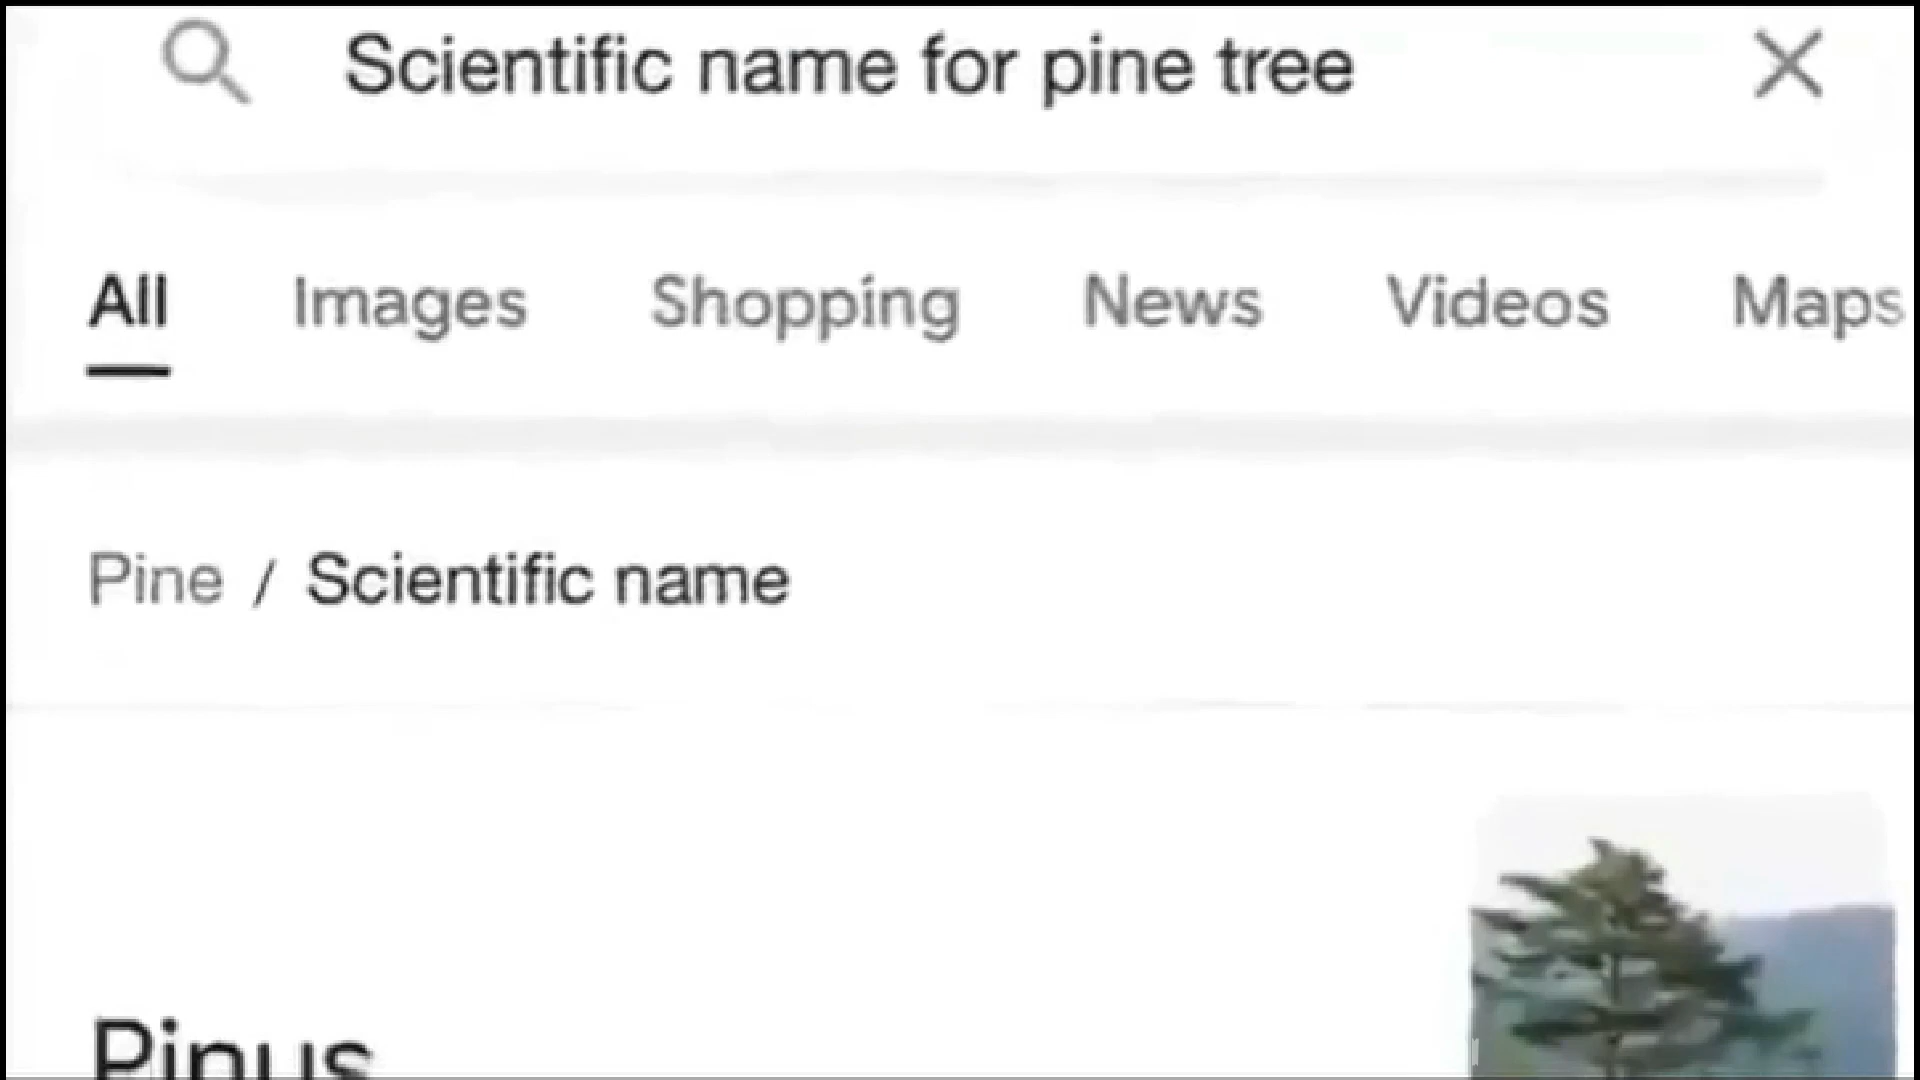 Scientific name for pine tree
All Images Shopping News Videos Maps
Pine / Scientific name
Pinus